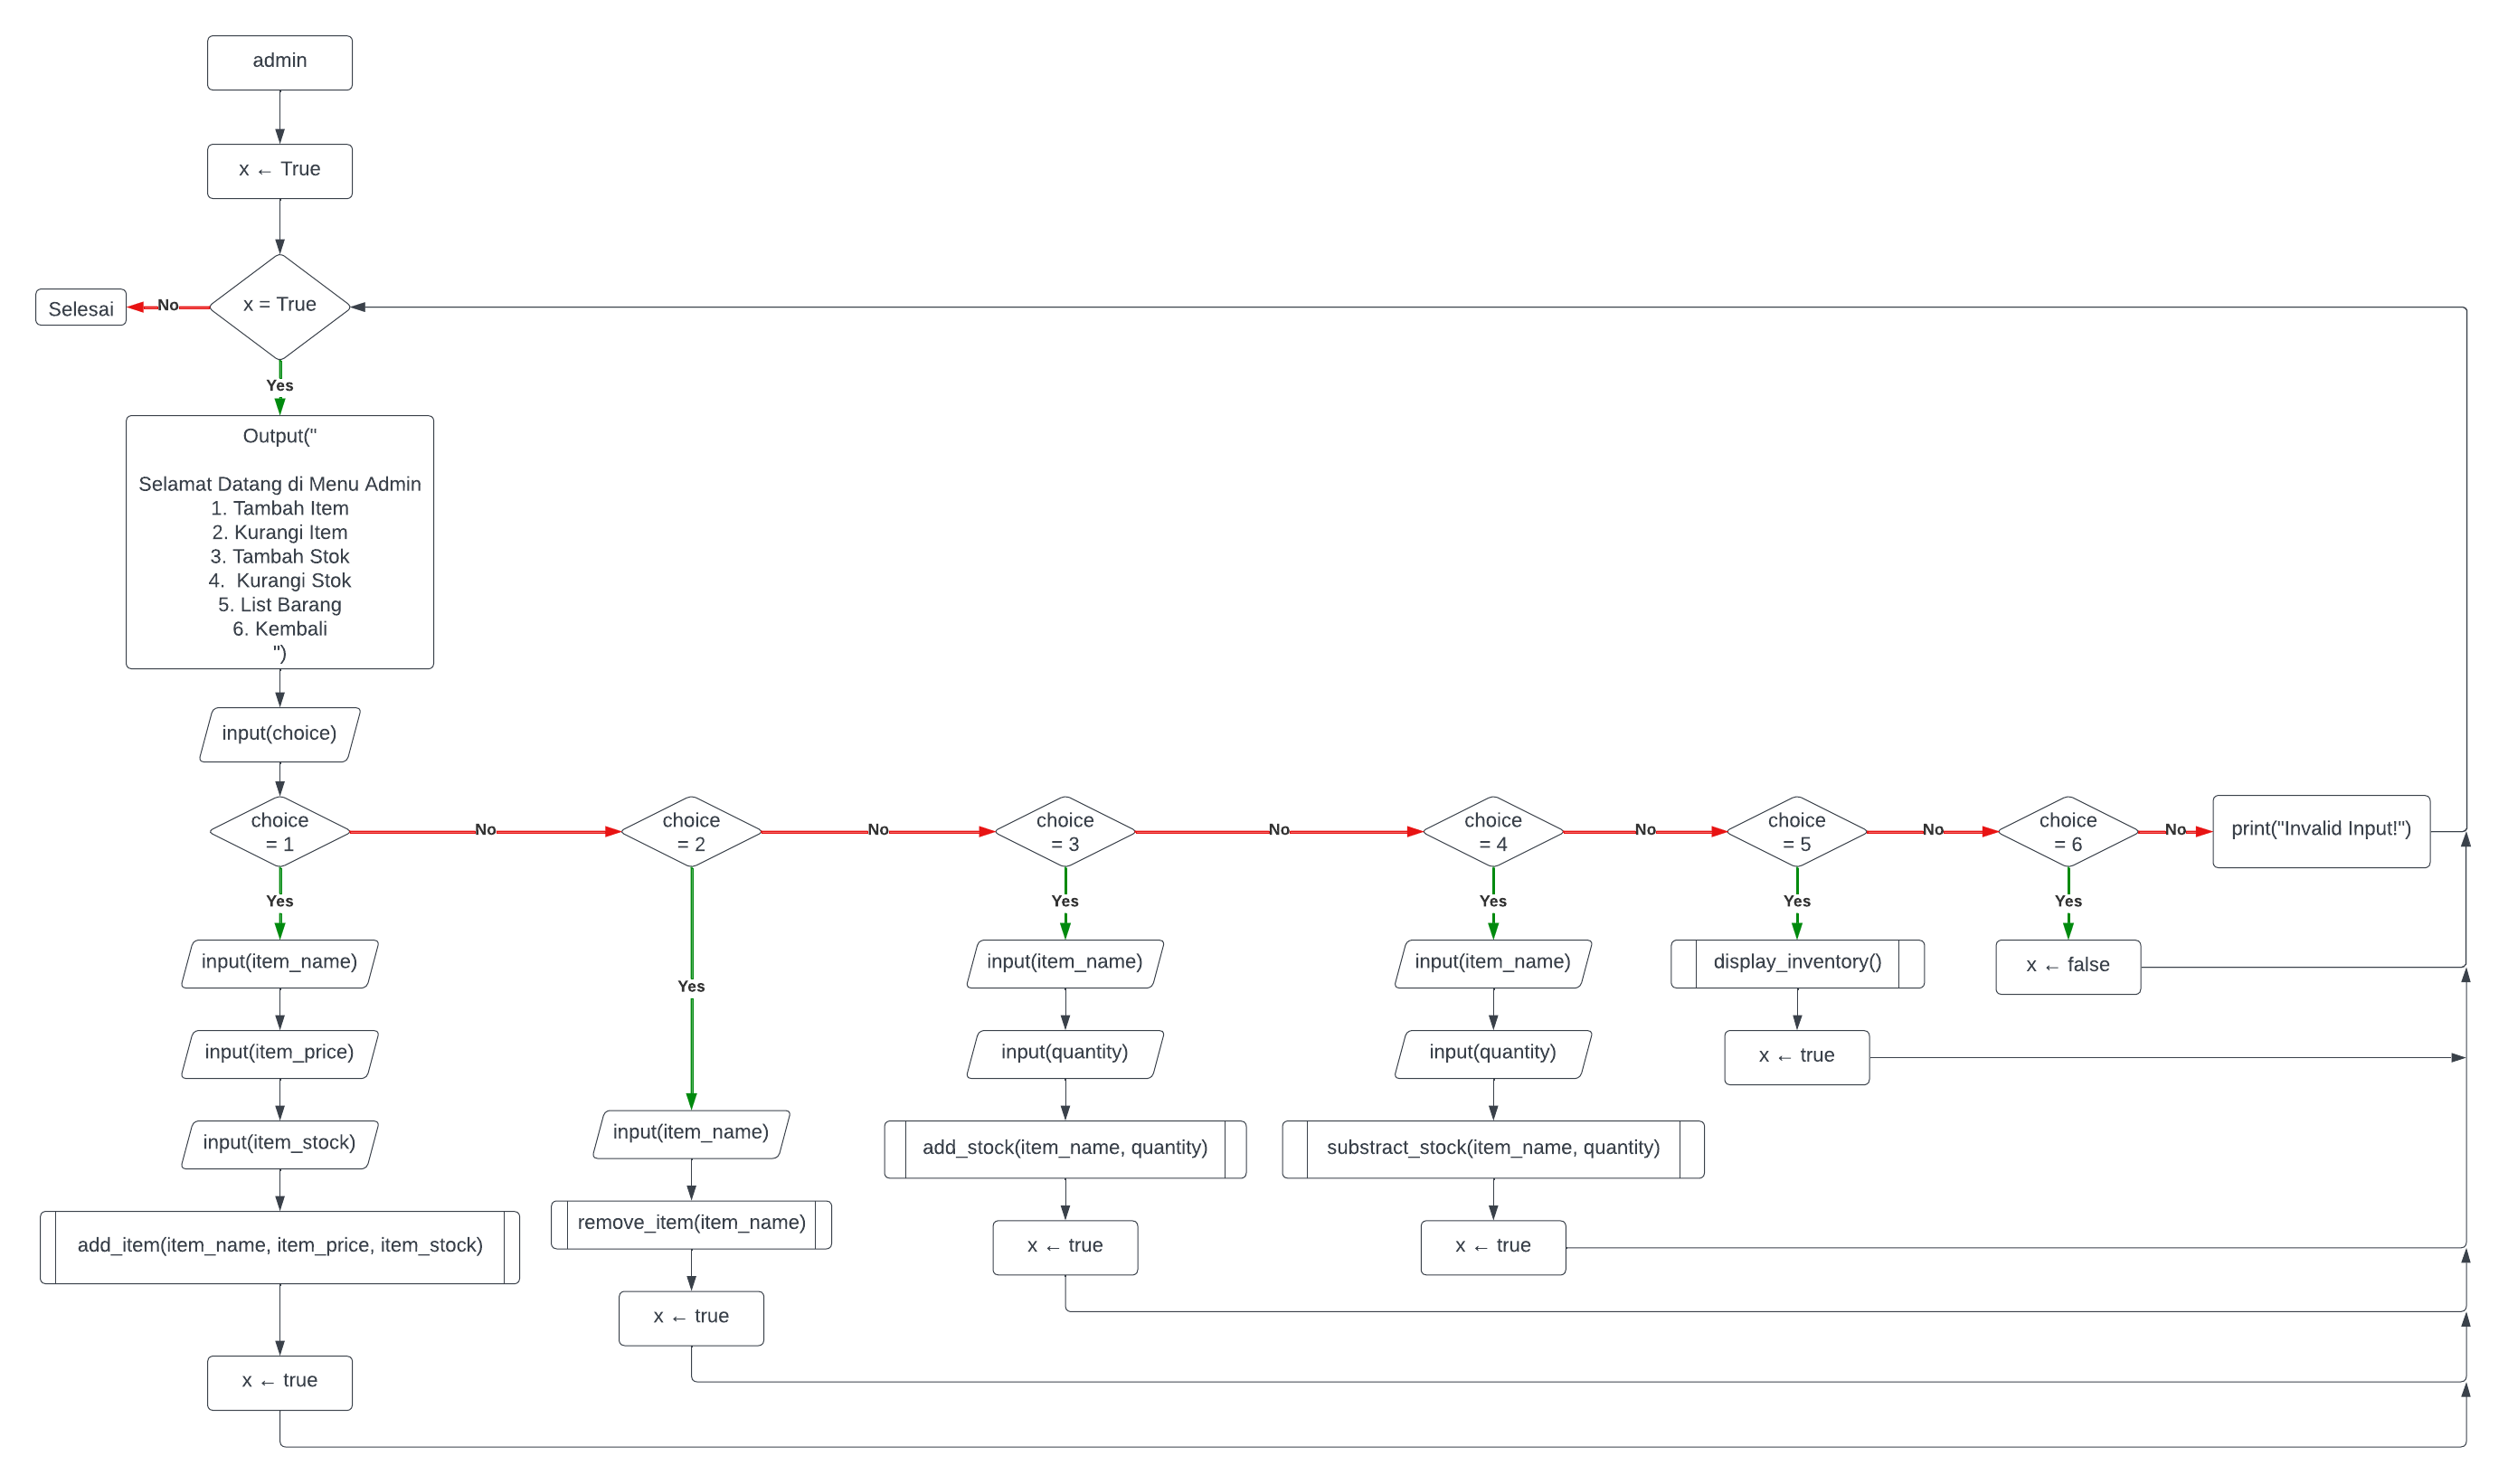 admin
x ← True
x = True
No
Selesai
Yes
Output("
Selamat Datang di Menu Admin
1. Tambah Item
2. Kurangi Item
3. Tambah Stok
4.  Kurangi Stok
5. List Barang
6. Kembali
")
input(choice)
choice
= 1
No
choice
= 2
No
choice
= 3
No
choice
= 4
No
choice
= 5
No
choice
= 6
No
print("Invalid Input!")
Yes
input(item_name)
input(item_price)
input(item_stock)
add_item(item_name, item_price, item_stock)
x ← true
Yes
input(item_name)
remove_item(item_name)
x ← true
Yes
input(item_name)
input(quantity)
add_stock(item_name, quantity)
x ← true
Yes
input(item_name)
input(quantity)
substract_stock(item_name, quantity)
x ← true
Yes
display_inventory()
x ← true
Yes
x ← false